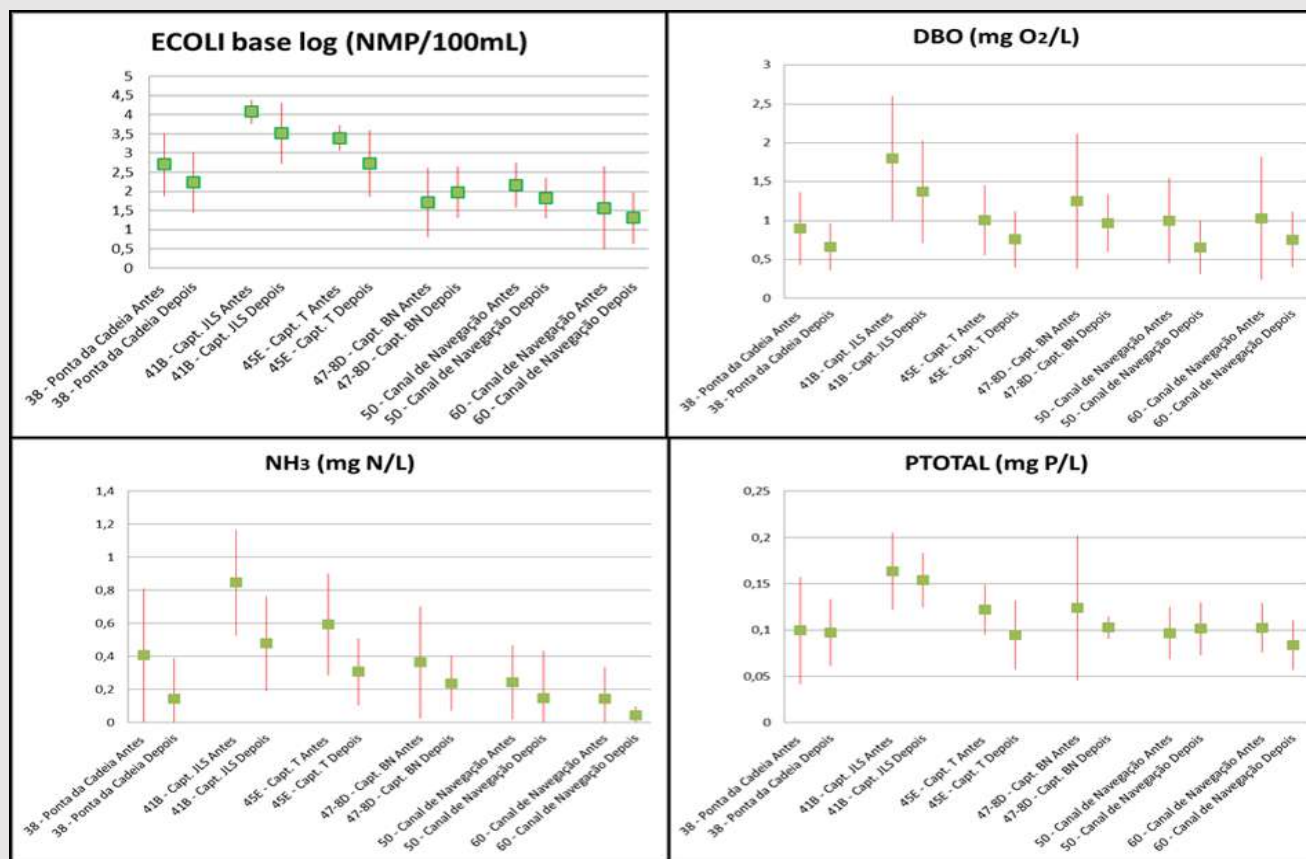 ECOLI base log (NMP/100mL)
5
4,5
4
3,5
3
2,5
2
1,5
1
0,5
0
38 - Ponta da Cadeia Antes
38 - Ponta da Cadeia Depois
41B - Capt. JLS Antes
41B - Capt. JLS Depois
45E - Capt. T Antes
45E - Capt. T Depois
47-8D - Capt. BN Antes
47-8D - Capt. BN Depois
50 - Canal de Navegação Antes
50 - Canal de Navegação Depois
60 - Canal de Navegação Antes
60 - Canal de Navegação Depois
DBO (mg O2/L)
3
2,5
2
1,5
1
0,5
0
38 - Ponta da Cadeia Antes
38 - Ponta da Cadeia Depois
41B - Capt. JLS Antes
41B - Capt. JLS Depois
45E - Capt. T Antes
45E - Capt. T Depois
47-8D - Capt. BN Antes
47-8D - Capt. BN Depois
50 - Canal de Navegação Antes
50 - Canal de Navegação Depois
60 - Canal de Navegação Antes
60 - Canal de Navegação Depois
NH3 (mg N/L)
1,4
1,2
1
0,8
0,6
0,4
0,2
0
38 - Ponta da Cadeia Antes
38 - Ponta da Cadeia Depois
41B - Capt. JLS Antes
41B - Capt. JLS Depois
45E - Capt. T Antes
45E - Capt. T Depois
47-8D - Capt. BN Antes
47-8D - Capt. BN Depois
50 - Canal de Navegação Antes
50 - Canal de Navegação Depois
60 - Canal de Navegação Antes
60 - Canal de Navegação Depois
PTOTAL (mg P/L)
0,25
0,2
0,15
0,1
0,05
0
38 - Ponta da Cadeia Antes
38 - Ponta da Cadeia Depois
41B - Capt. JLS Antes
41B - Capt. JLS Depois
45E - Capt. T Antes
45E - Capt. T Depois
47-8D - Capt. BN Antes
47-8D - Capt. BN Depois
50 - Canal de Navegação Antes
50 - Canal de Navegação Depois
60 - Canal de Navegação Antes
60 - Canal de Navegação Depois